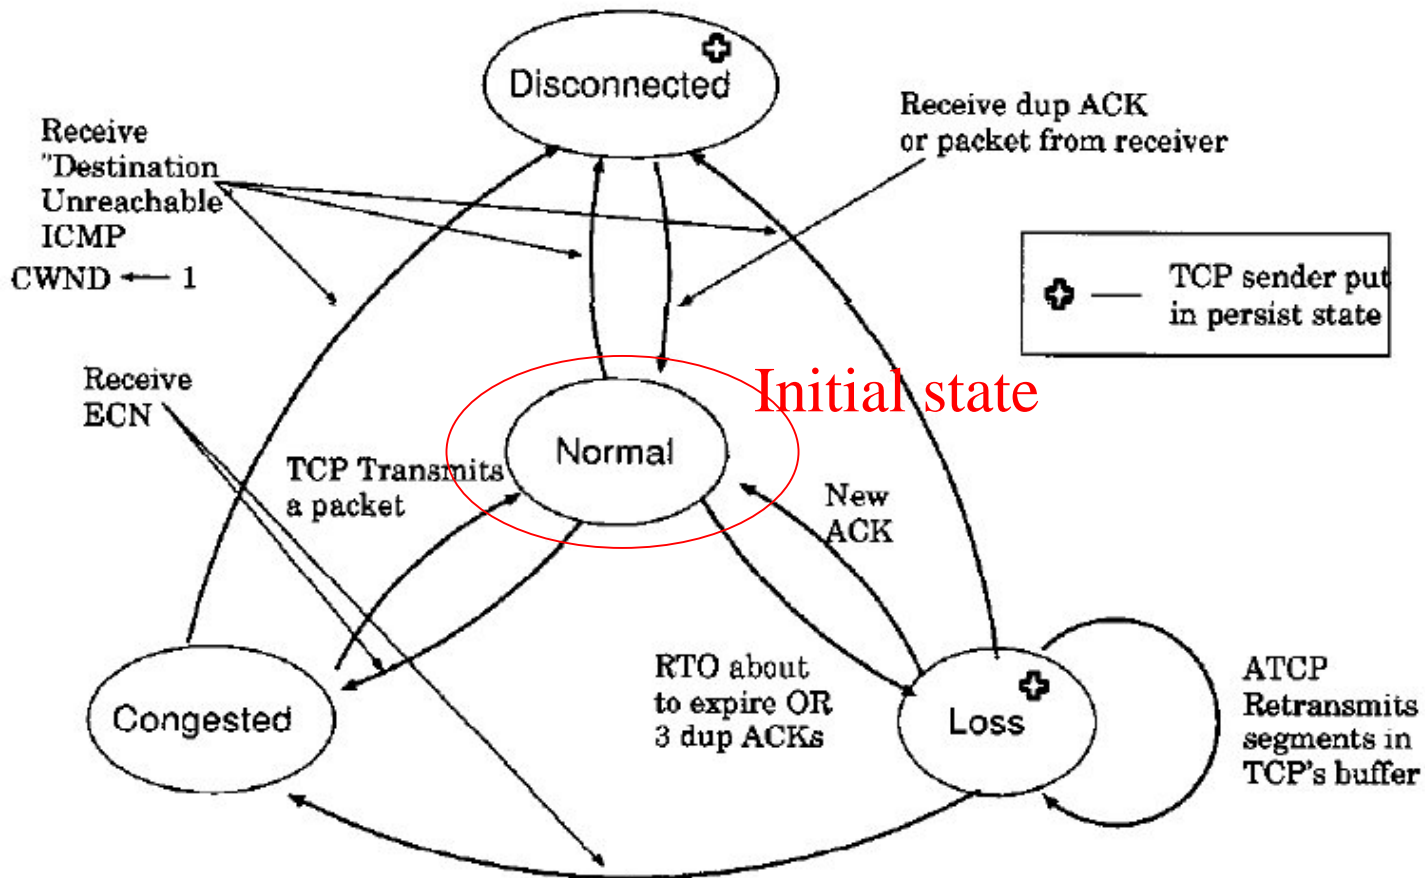 Disconnected
Receive
"Destination
Unreachable
ICMP
CWND ← 1
Receive dup ACK
or packet from receiver
TCP sender put
in persist state
Initial state
Receive
ECN
Normal
TCP Transmits
a packet
New
ACK
RTO about
to expire OR
3 dup ACKs
Congested
Loss
ATCP
Retransmits
segments in
TCP's buffer